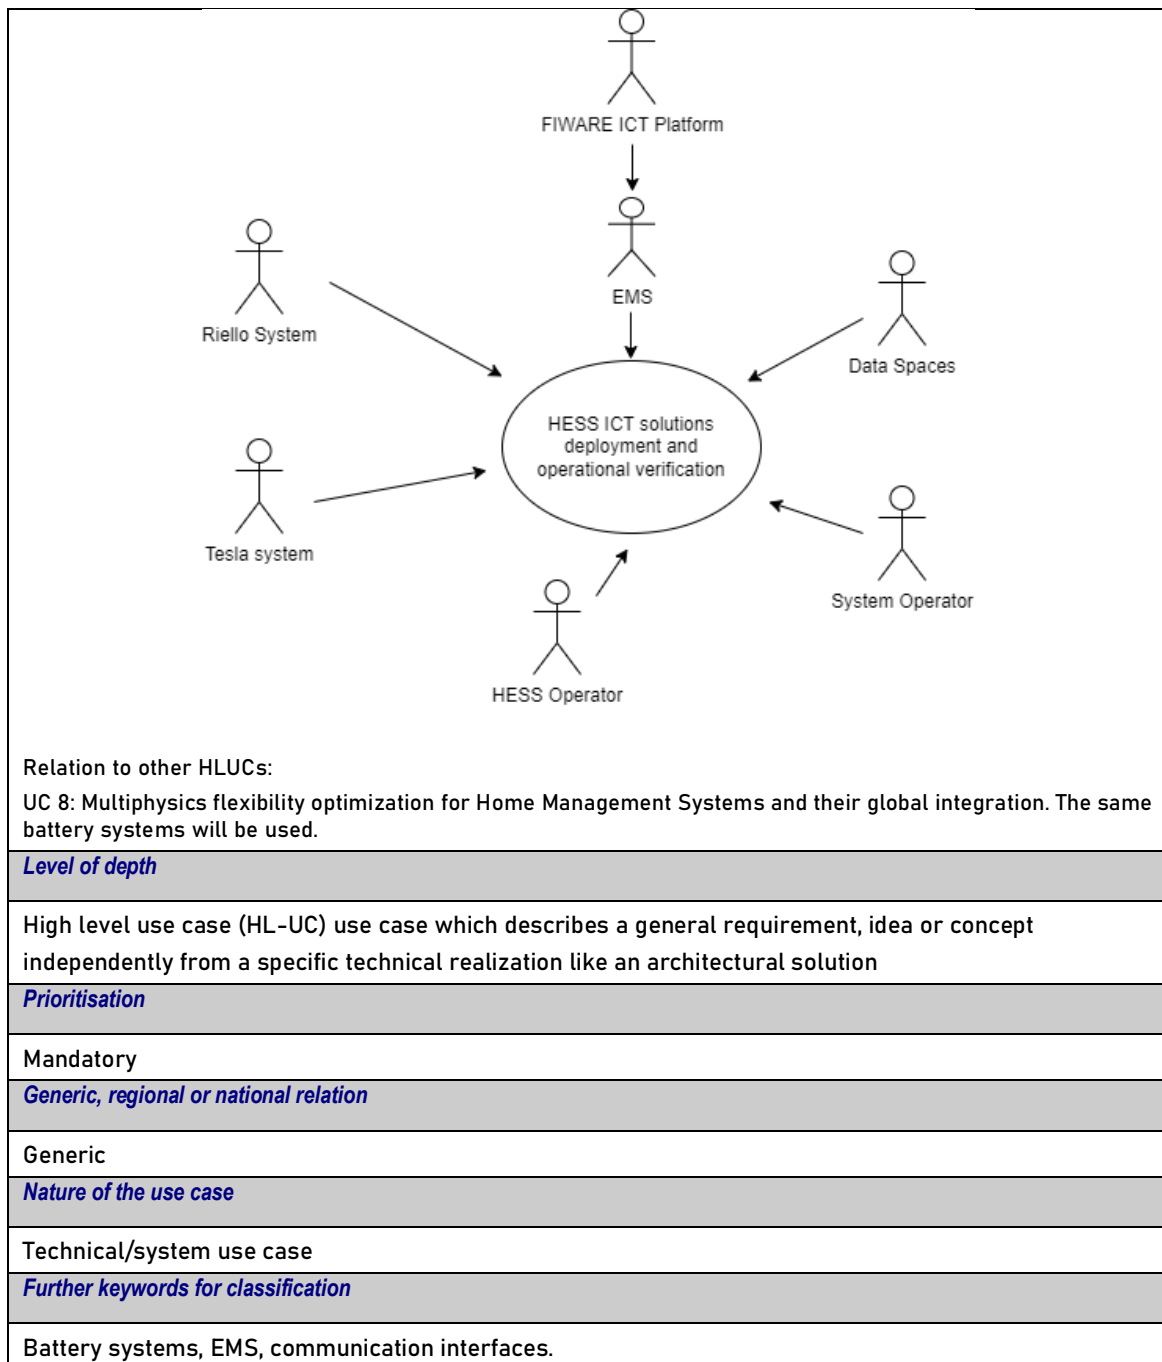 FIWARE ICT Platform
EMS
Riello System
Data Spaces
HESS ICT solutions
deployment and
operational verification
Tesla system
System Operator
HESS Operator
Relation to other HLUCs:
UC 8: Multiphysics flexibility optimization for Home Management Systems and their global integration. The same
battery systems will be used.
Level of depth
High level use case (HL-UC) use case which describes a general requirement, idea or concept
independently from a specific technical realization like an architectural solution
Prioritisation
Mandatory
Generic, regional or national relation
Generic
Nature of the use case
Technical/system use case
Further keywords for classification
Battery systems, EMS, communication interfaces.